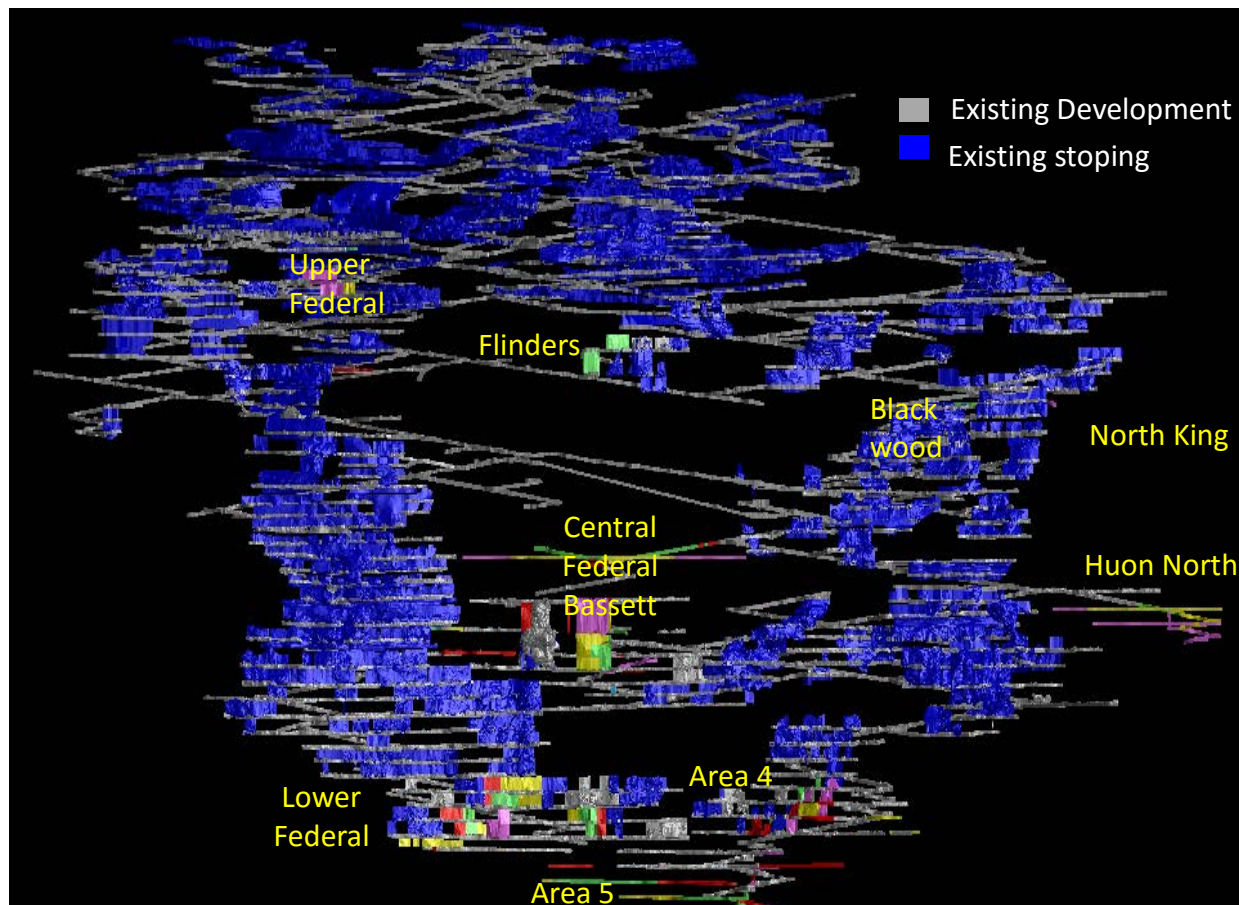 Existing Development
Existing stoping
Upper
Federal
Flinders
Black
wood
North King
Central
Federal
Bassett
Huon North
Area 4
Lower
Federal
Area 5